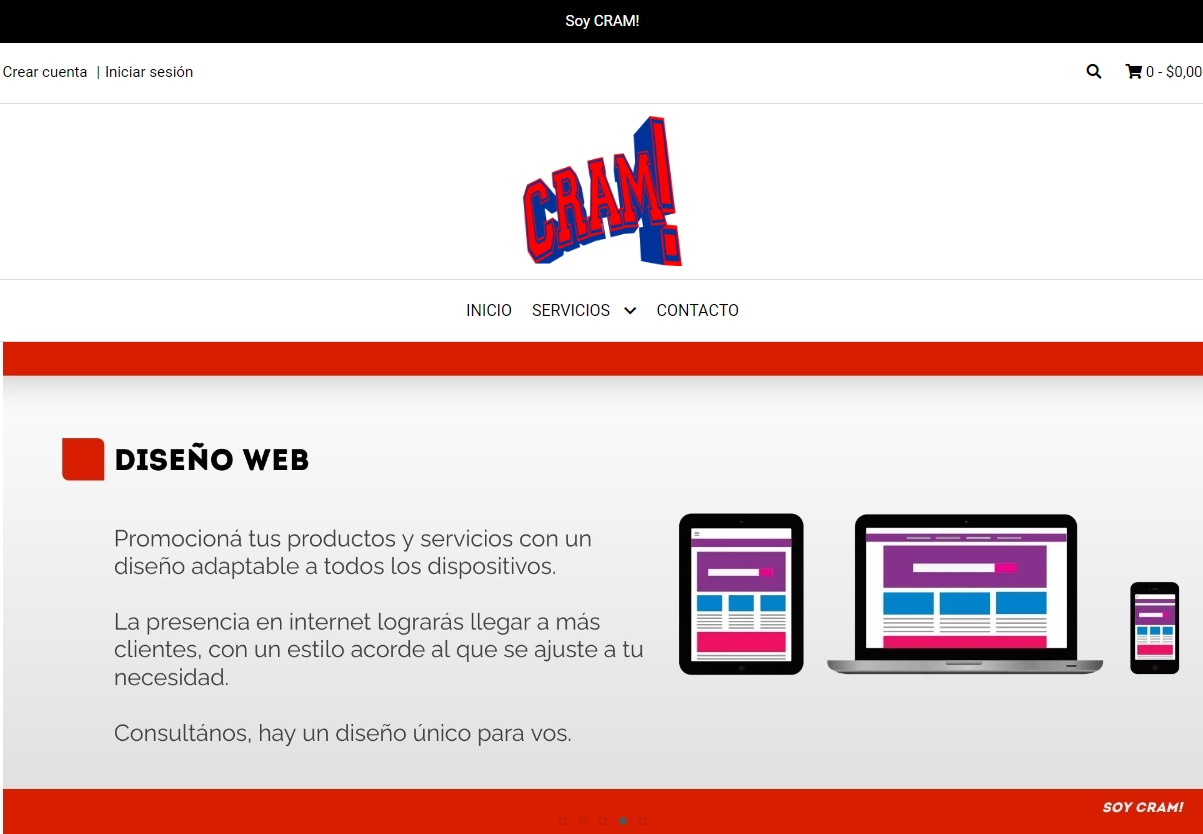 Soy CRAM!
Crear cuenta | Iniciar sesión
0 - $0,00
CRAM!
INICIO SERVICIOS CONTACTO
DISEÑO WEB
Promocioná tus productos y servicios con un
diseño adaptable a todos los dispositivos.
La presencia en internet lograrás llegar a más
clientes, con un estilo acorde al que se ajuste a tu
necesidad.
Consultános, hay un diseño único para vos.
SOY CRAM!